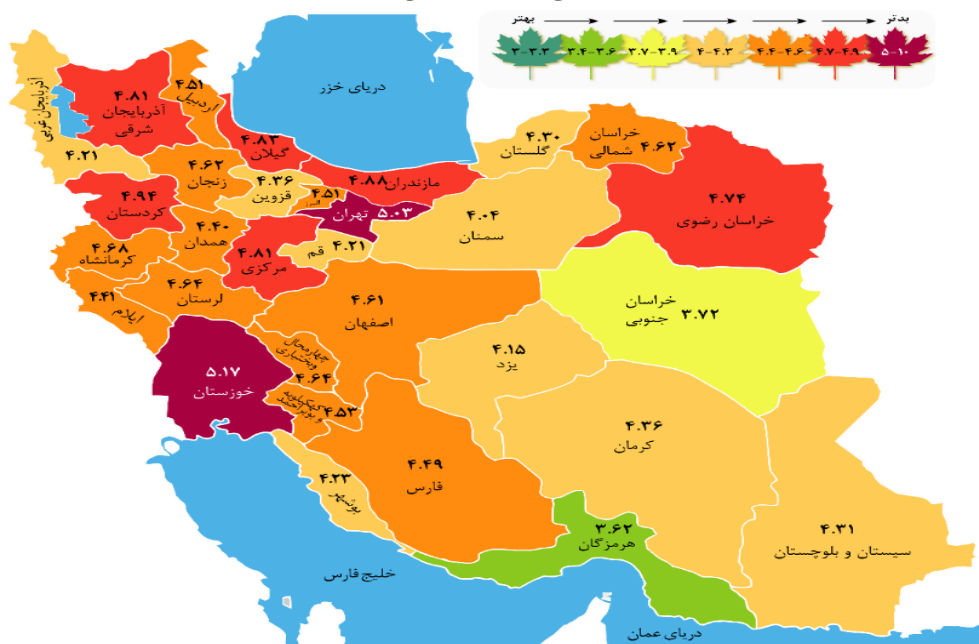 بهتر
بدتر
۳-۳.۳
۳.۴-۳.۶
۳.۷-۳.۹
۴-۴.۳
۴.۴-۴.۶
۴.۷-۴.۹
۵-۱۰
دریای خزر
آذربایجان غربی
۴.۲۱
۴.۸۱
آذربایجان
شرقی
۴.۵۱
اردبیل
۴.۸۳
گیلان
۴.۶۲
زنجان
۴.۳۶
قزوین
۴.۵۱
البرز
مازندران ۴.۸۸
تهران ۵.۰۳
۴.۳۰
گلستان
خراسان
شمالی ۴.۶۲
۴.۷۴
خراسان رضوی
۴.۰۴
سمنان
۴.۹۴
کردستان
۴.۴۰
همدان
۴.۸۱
مرکزی
قم ۴.۲۱
۴.۶۸
کرمانشاه
۴.۶۴
لرستان
۴.۴۱
ایلام
۴.۶۱
اصفهان
خراسان
جنوبی ۳.۷۲
۴.۱۵
یزد
۵.۱۷
خوزستان
چهارمحال
وبختیاری
۴.۶۴
کهکیلویه
و بویراحمد
۴.۵۳
۴.۳۶
کرمان
۴.۴۹
فارس
۴.۲۳
بوشهر
۳.۶۲
هرمزگان
۴.۳۱
سیستان و بلوچستان
خلیج فارس
دریای عمان